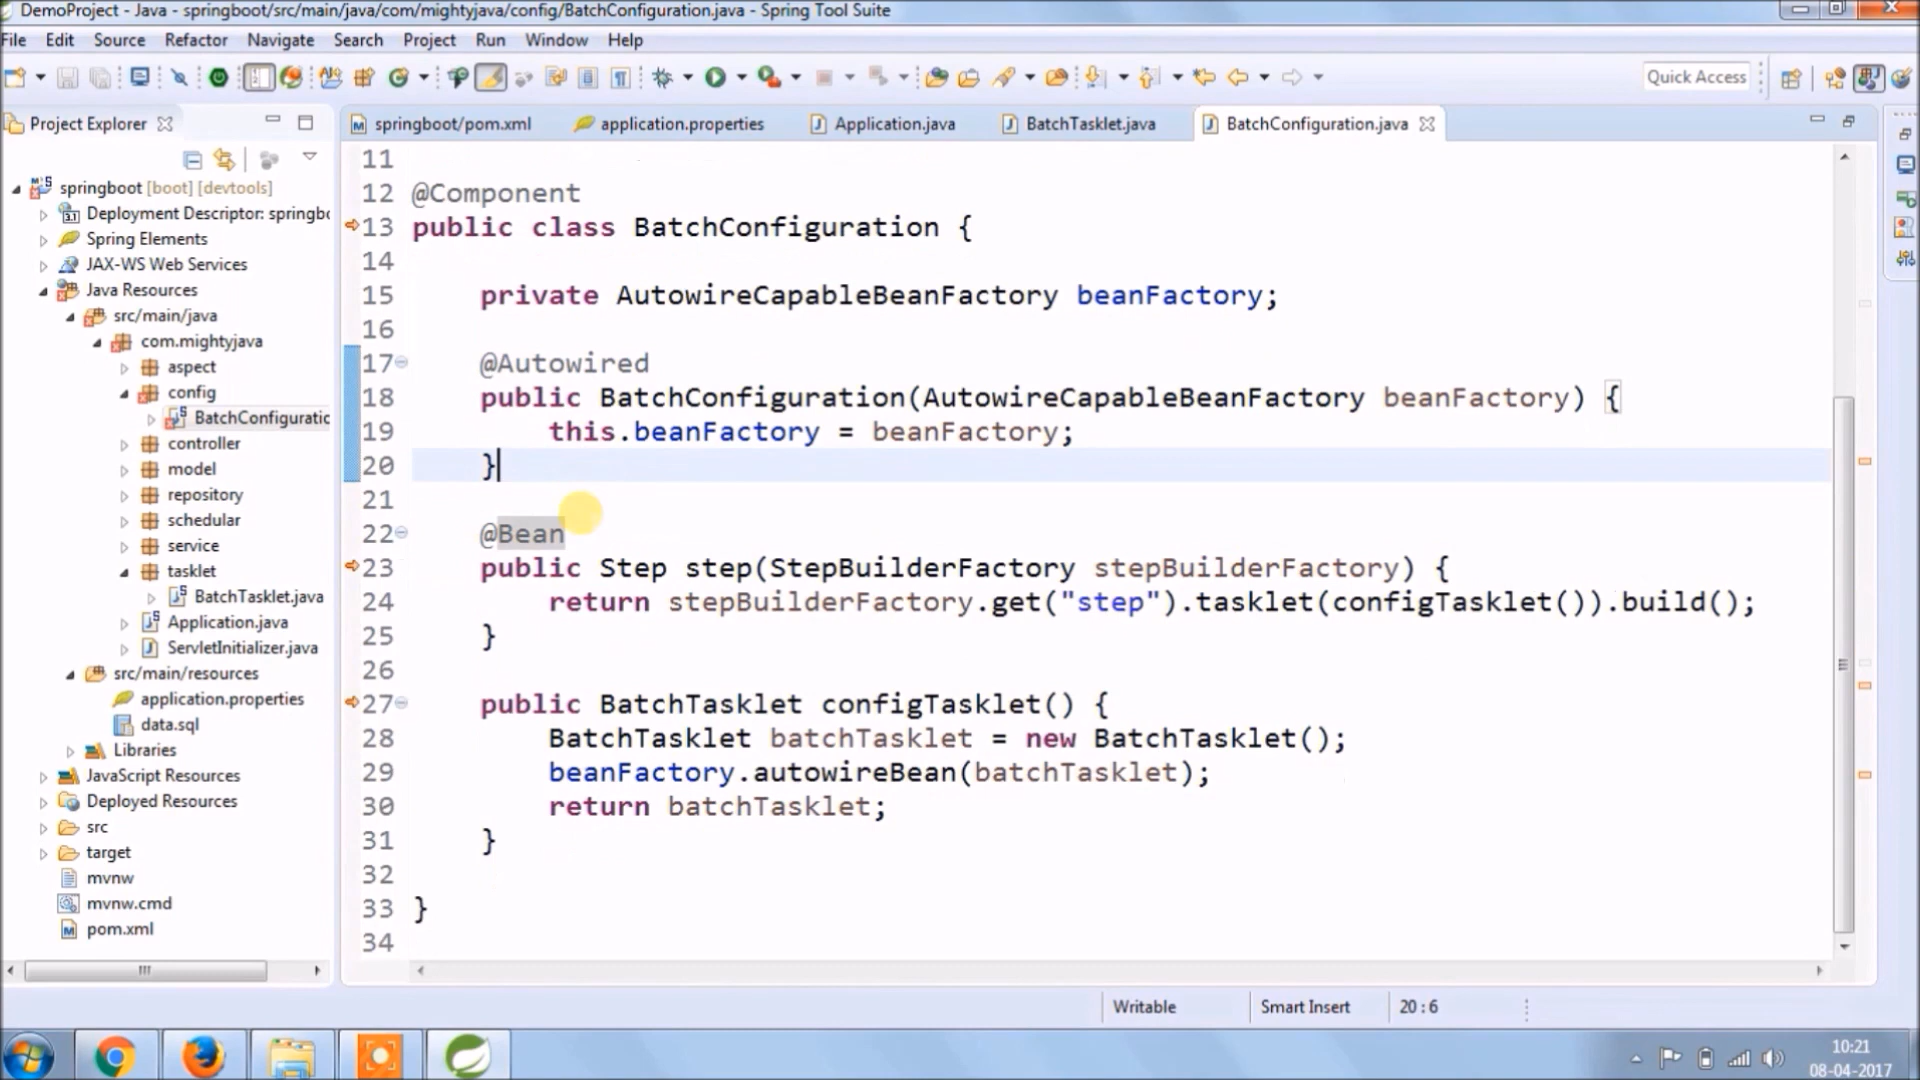 DemoProject - Java - springboot/src/main/java/com/mightyjava/config/BatchConfiguration.java - Spring Tool Suite
File Edit Source Refactor Navigate Search Project Run Window Help
Quick Access
Project Explorer
springboot/pom.xml
application.properties
Application.java
BatchTasklet.java
BatchConfiguration.java
springboot [boot] [devtools]
Deployment Descriptor: springbo
Spring Elements
JAX-WS Web Services
Java Resources
src/main/java
com.mightyjava
aspect
config
BatchConfiguratio
controller
model
repository
schedular
service
tasklet
BatchTasklet.java
Application.java
ServletInitializer.java
src/main/resources
application.properties
data.sql
Libraries
JavaScript Resources
Deployed Resources
src
target
mvnw
mvnw.cmd
pom.xml
11
12 @Component
13 public class BatchConfiguration {
14
15 private AutowireCapableBeanFactory beanFactory;
16
17 @Autowired
18 public BatchConfiguration(AutowireCapableBeanFactory beanFactory) {
19 this.beanFactory = beanFactory;
20 }
21
22 @Bean
23 public Step step(StepBuilderFactory stepBuilderFactory) {
24 return stepBuilderFactory.get("step").tasklet(configTasklet()).build();
25 }
26
27 public BatchTasklet configTasklet() {
28 BatchTasklet batchTasklet = new BatchTasklet();
29 beanFactory.autowireBean(batchTasklet);
30 return batchTasklet;
31 }
32
33 }
34
Writable
Smart Insert
20 : 6
10:21
08-04-2017